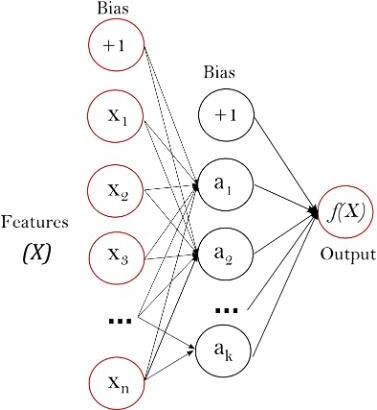 Bias
+1
Bias
x1
+1
x2
a1
Features
(X)
f(X)
x3
a2
Output
...
...
ak
xn